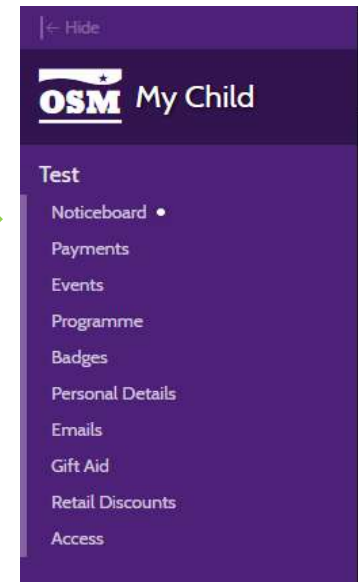 ← Hide
OSM My Child
Test
Noticeboard •
Payments
Events
Programme
Badges
Personal Details
Emails
Gift Aid
Retail Discounts
Access